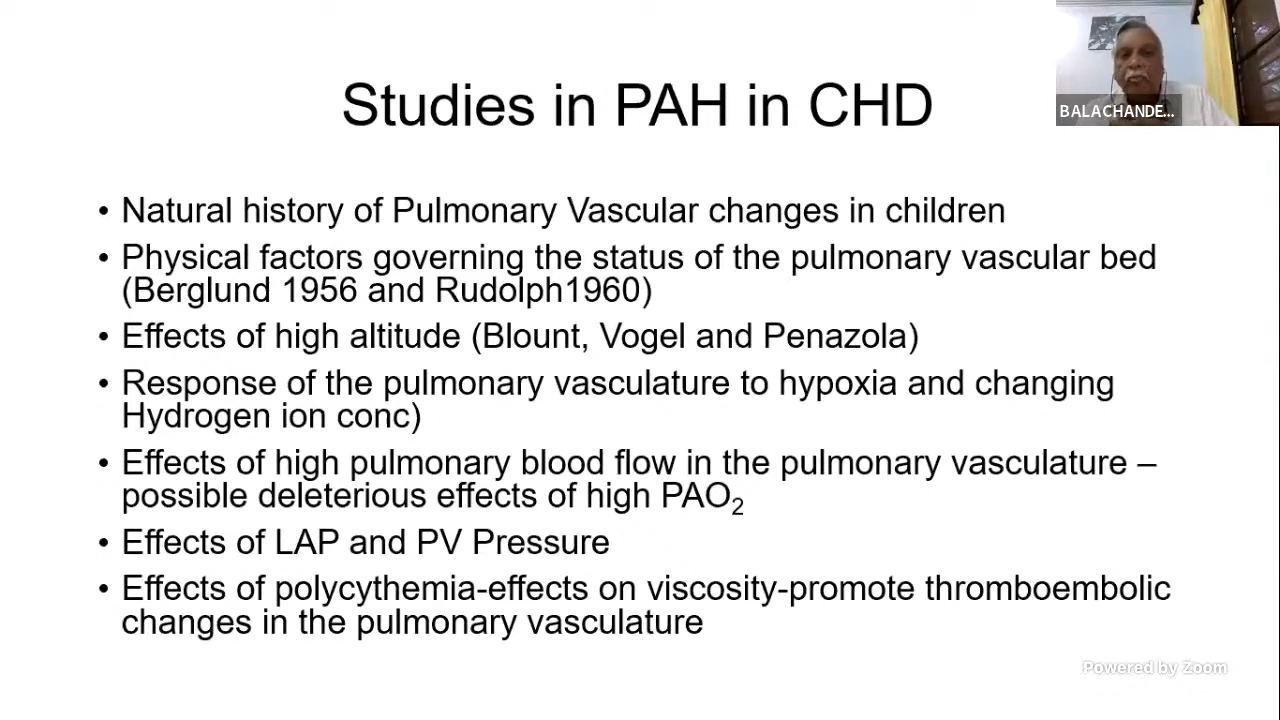 Studies in PAH in CHD
BALACHANDE...
• Natural history of Pulmonary Vascular changes in children
• Physical factors governing the status of the pulmonary vascular bed
(Berglund 1956 and Rudolph1960)
• Effects of high altitude (Blount, Vogel and Penazola)
• Response of the pulmonary vasculature to hypoxia and changing
Hydrogen ion conc)
• Effects of high pulmonary blood flow in the pulmonary vasculature –
possible deleterious effects of high PAO₂
• Effects of LAP and PV Pressure
• Effects of polycythemia-effects on viscosity-promote thromboembolic
changes in the pulmonary vasculature
Powered by Zoom